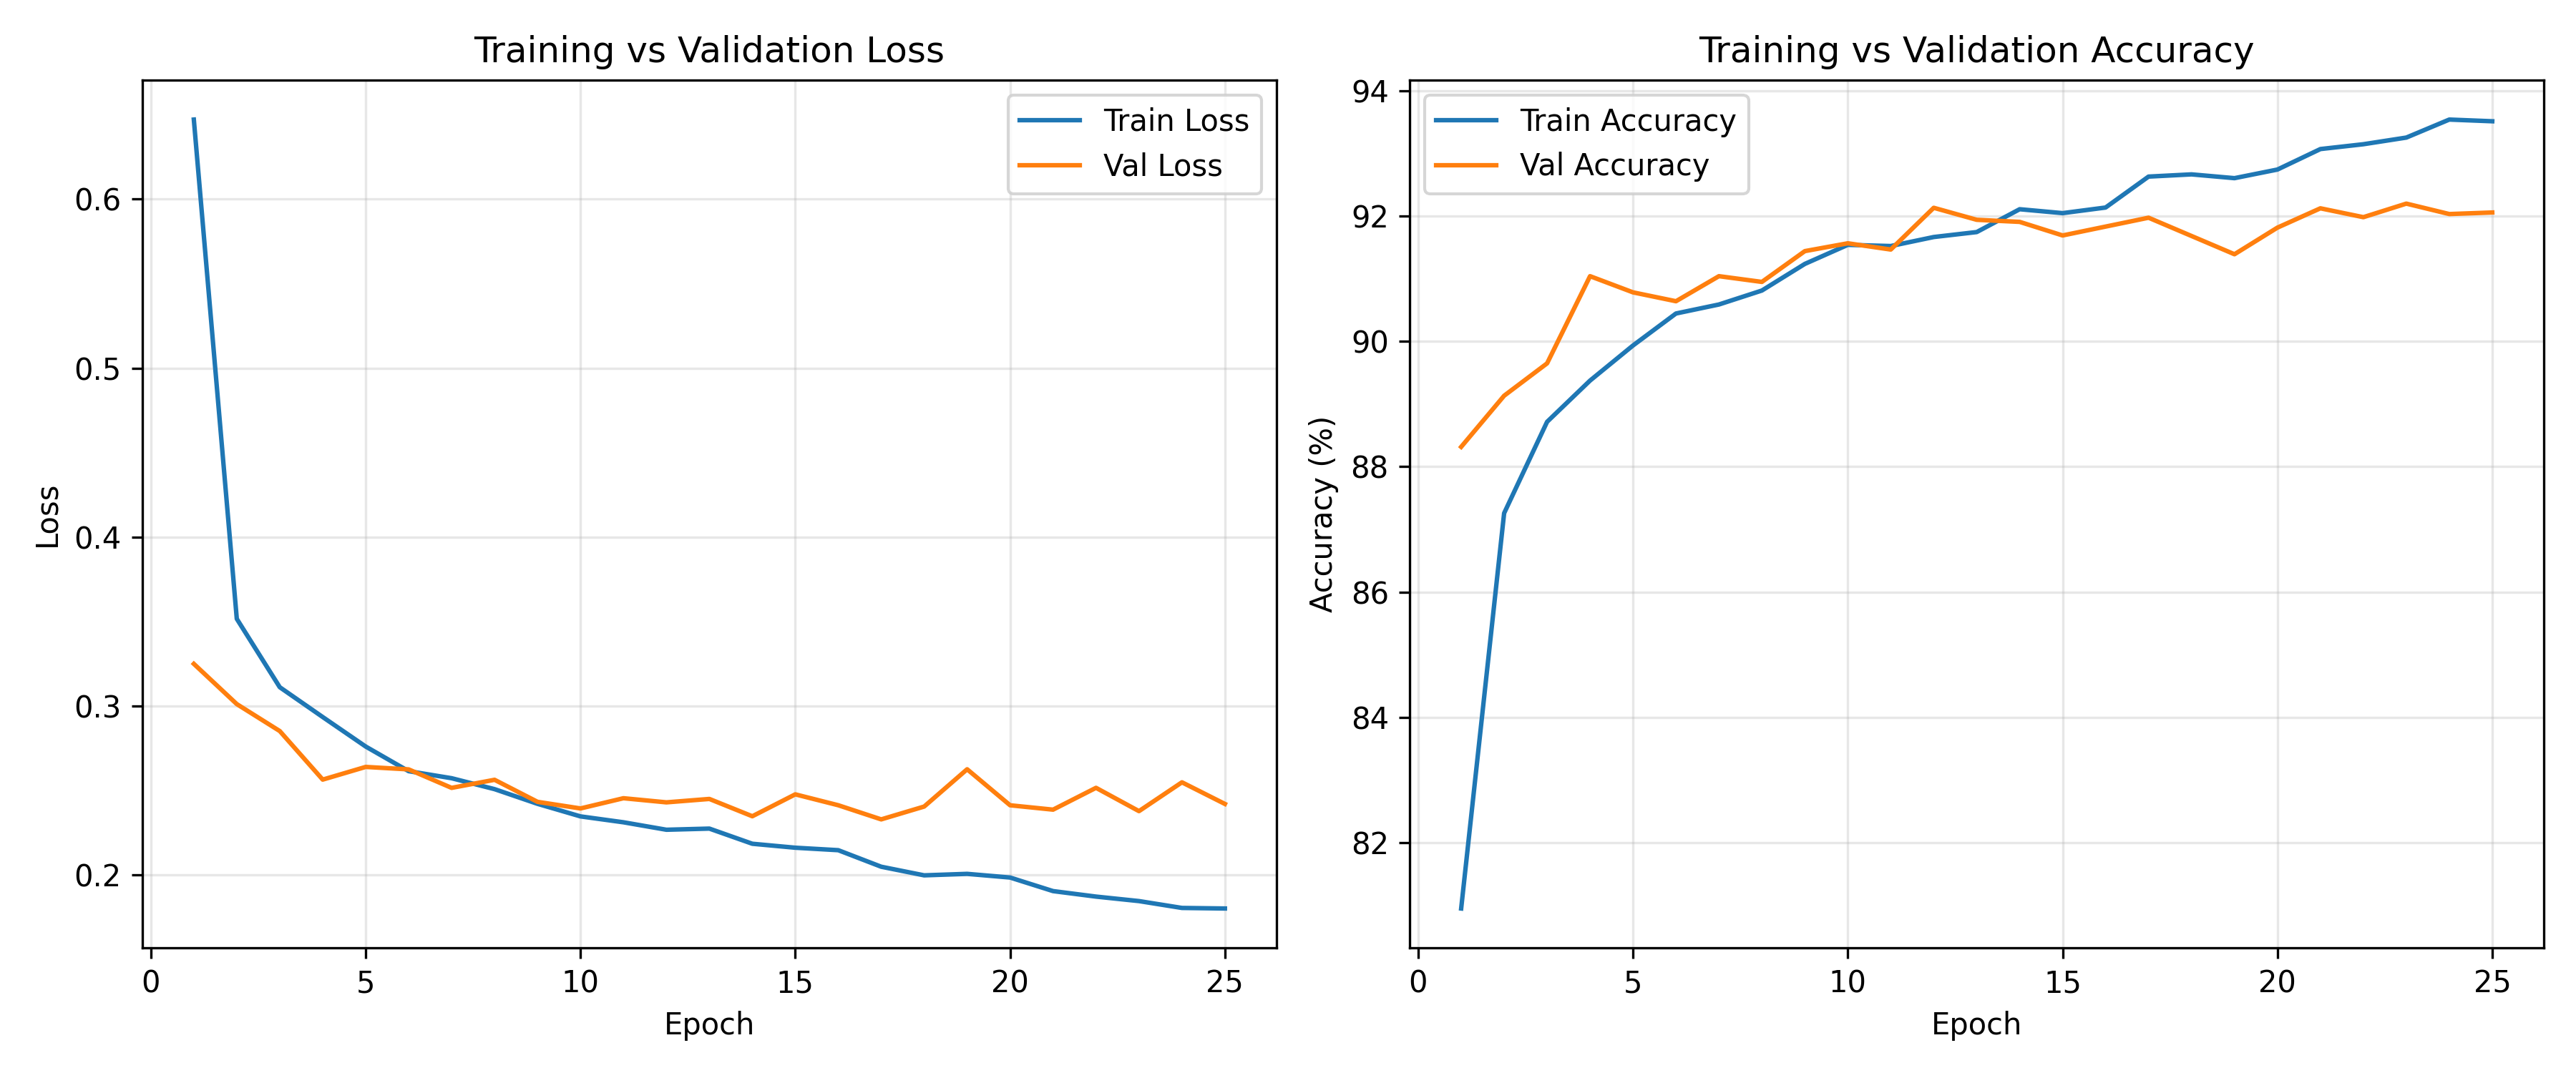 Training vs Validation Loss
Train Loss
Val Loss
0.6
0.5
0.4
0.3
0.2
Loss
0 5 10 15 20 25
Epoch
Training vs Validation Accuracy
Train Accuracy
Val Accuracy
94
92
90
88
86
84
82
Accuracy (%)
0 5 10 15 20 25
Epoch